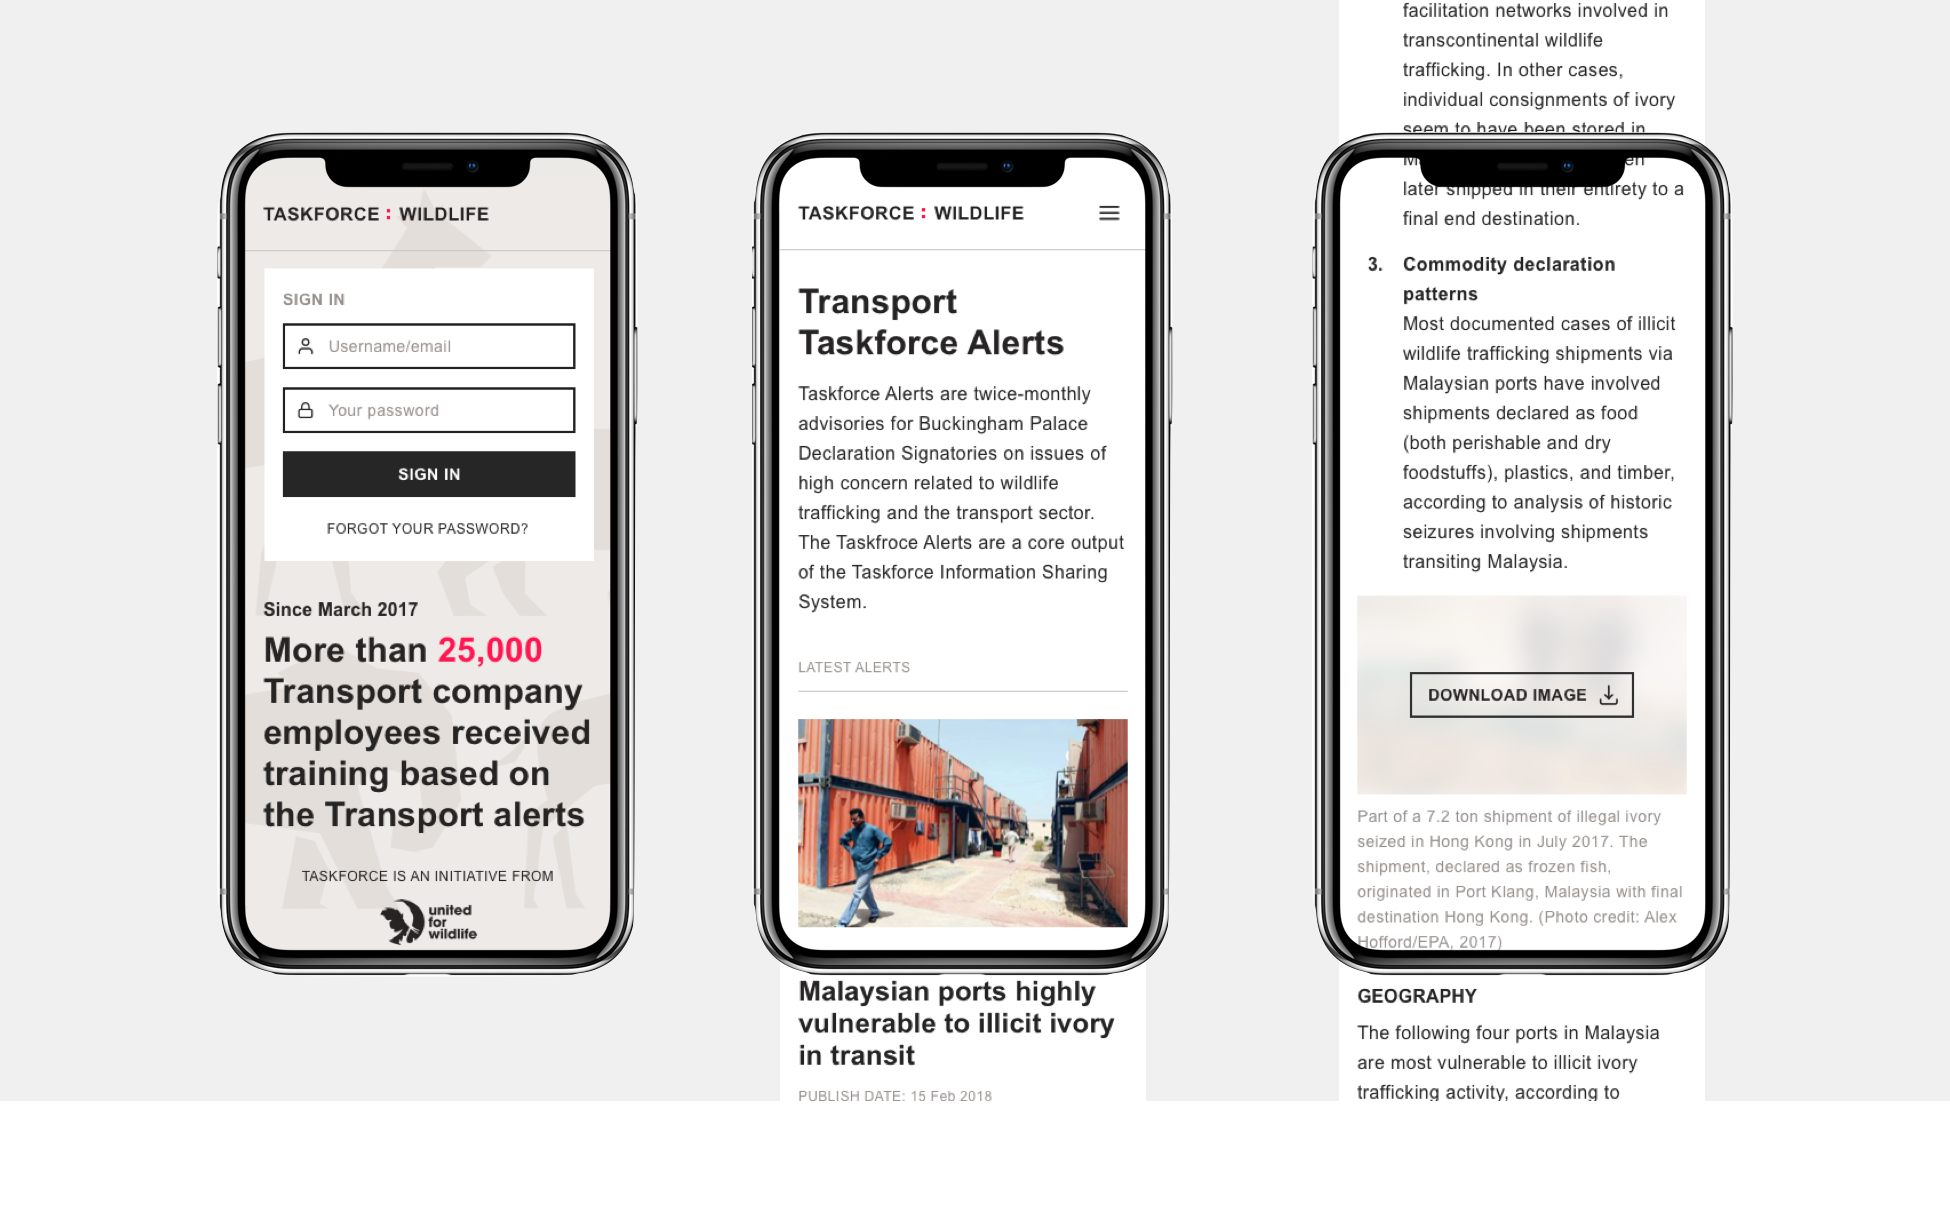 TASKFORCE : WILDLIFE
SIGN IN
Username/email
Your password
SIGN IN
FORGOT YOUR PASSWORD?
Since March 2017
More than 25,000
Transport company
employees received
training based on
the Transport alerts
TASKFORCE IS AN INITIATIVE FROM
united
for
wildlife
TASKFORCE : WILDLIFE
Transport
Taskforce Alerts
Taskforce Alerts are twice-monthly
advisories for Buckingham Palace
Declaration Signatories on issues of
high concern related to wildlife
trafficking and the transport sector.
The Taskfroce Alerts are a core output
of the Taskforce Information Sharing
System.
LATEST ALERTS
Malaysian ports highly
vulnerable to illicit ivory
in transit
PUBLISH DATE: 15 Feb 2018
facilitation networks involved in
transcontinental wildlife
trafficking. In other cases,
individual consignments of ivory
seem to have been stored in
later shipped in their entirety to a
final end destination.
3. Commodity declaration
patterns
Most documented cases of illicit
wildlife trafficking shipments via
Malaysian ports have involved
shipments declared as food
(both perishable and dry
foodstuffs), plastics, and timber,
according to analysis of historic
seizures involving shipments
transiting Malaysia.
DOWNLOAD IMAGE
Part of a 7.2 ton shipment of illegal ivory
seized in Hong Kong in July 2017. The
shipment, declared as frozen fish,
originated in Port Klang, Malaysia with final
destination Hong Kong. (Photo credit: Alex
Hofford/EPA, 2017)
GEOGRAPHY
The following four ports in Malaysia
are most vulnerable to illicit ivory
trafficking activity, according to